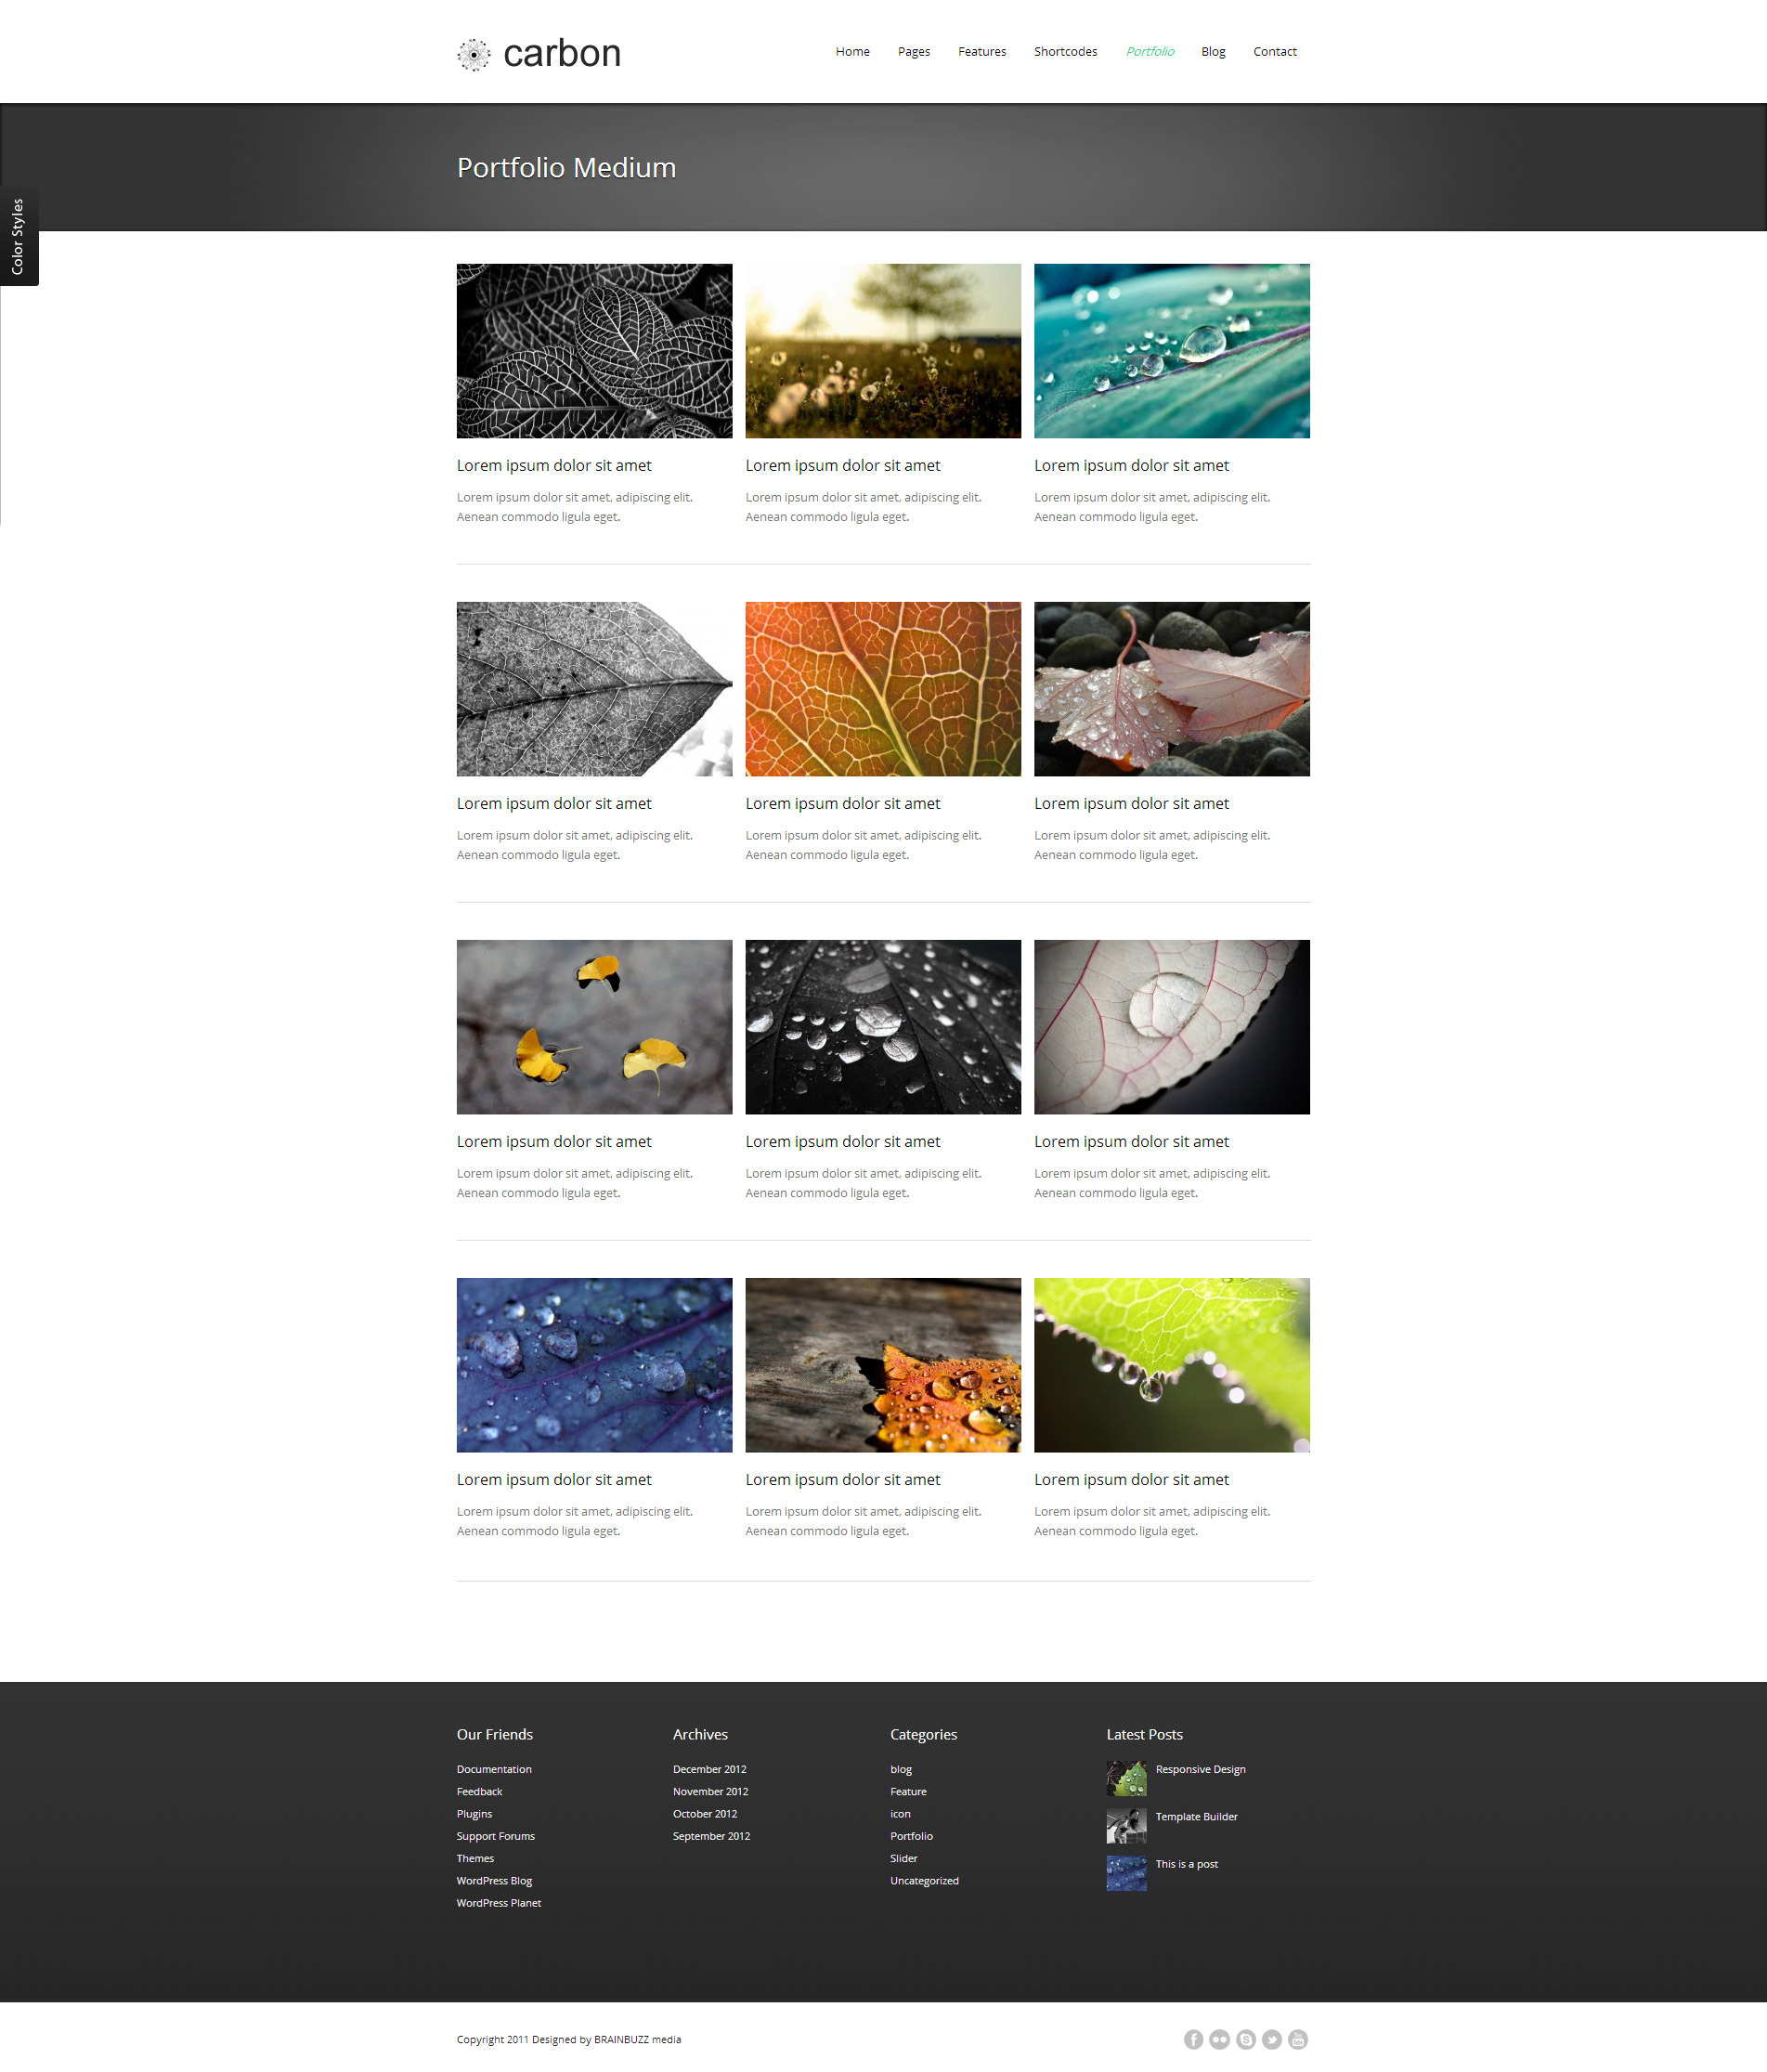 carbon
Home Pages Features Shortcodes Portfolio Blog Contact
Portfolio Medium
Color Styles
Lorem ipsum dolor sit amet Lorem ipsum dolor sit amet Lorem ipsum dolor sit amet
Lorem ipsum dolor sit amet, adipiscing elit. Lorem ipsum dolor sit amet, adipiscing elit. Lorem ipsum dolor sit amet, adipiscing elit.
Aenean commodo ligula eget. Aenean commodo ligula eget. Aenean commodo ligula eget.
Lorem ipsum dolor sit amet Lorem ipsum dolor sit amet Lorem ipsum dolor sit amet
Lorem ipsum dolor sit amet, adipiscing elit. Lorem ipsum dolor sit amet, adipiscing elit. Lorem ipsum dolor sit amet, adipiscing elit.
Aenean commodo ligula eget. Aenean commodo ligula eget. Aenean commodo ligula eget.
Lorem ipsum dolor sit amet Lorem ipsum dolor sit amet Lorem ipsum dolor sit amet
Lorem ipsum dolor sit amet, adipiscing elit. Lorem ipsum dolor sit amet, adipiscing elit. Lorem ipsum dolor sit amet, adipiscing elit.
Aenean commodo ligula eget. Aenean commodo ligula eget. Aenean commodo ligula eget.
Lorem ipsum dolor sit amet Lorem ipsum dolor sit amet Lorem ipsum dolor sit amet
Lorem ipsum dolor sit amet, adipiscing elit. Lorem ipsum dolor sit amet, adipiscing elit. Lorem ipsum dolor sit amet, adipiscing elit.
Aenean commodo ligula eget. Aenean commodo ligula eget. Aenean commodo ligula eget.
Our Friends
Documentation
Feedback
Plugins
Support Forums
Themes
WordPress Blog
WordPress Planet
Archives
December 2012
November 2012
October 2012
September 2012
Categories
blog
Feature
icon
Portfolio
Slider
Uncategorized
Latest Posts
Responsive Design
Template Builder
This is a post
Copyright 2011 Designed by BRAINBUZZ media